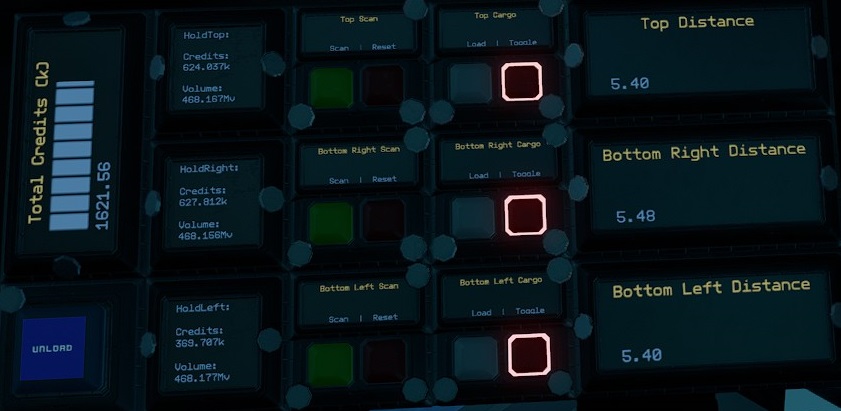 Total Credits (k)
1621.56
UNLOAD
HoldTop:
Credits:
624.037k
Volume:
468.167Mv
HoldRight:
Credits:
627.812k
Volume:
468.156Mv
HoldLeft:
Credits:
369.707k
Volume:
468.177Mv
Top Scan
Scan | Reset
Top Cargo
Load | Toggle
Bottom Right Scan
Scan | Reset
Bottom Right Cargo
Load | Toggle
Bottom Left Scan
Scan | Reset
Bottom Left Cargo
Load | Toggle
Top Distance
5.40
Bottom Right Distance
5.48
Bottom Left Distance
5.40